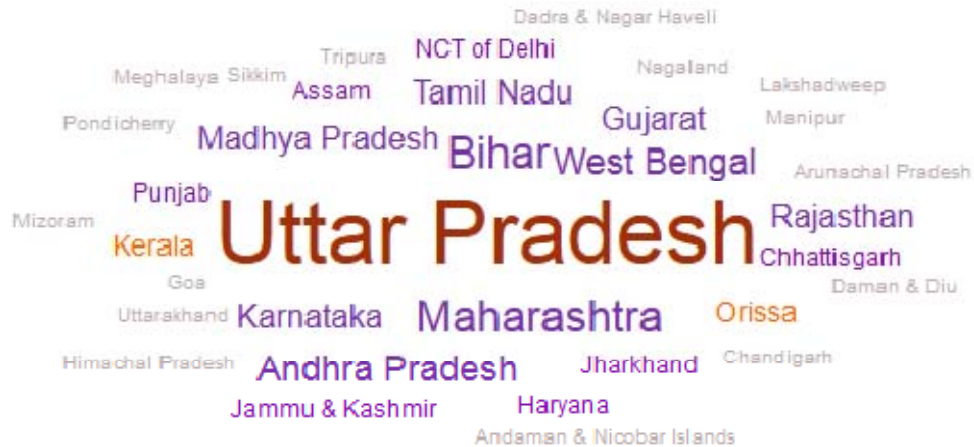 Dadra & Nagar Haveli
Tripura NCT of Delhi
Meghalaya Sikkim Nagaland
Assam Tamil Nadu Lakshadweep
Pondicherry Gujarat Manipur
Madhya Pradesh Bihar West Bengal
Arunachal Pradesh
Punjab
Mizoram Uttar Pradesh Rajasthan
Kerala Chhattisgarh
Goa Daman & Diu
Uttarakhand Karnataka Maharashtra Orissa
Himachal Pradesh Andhra Pradesh Jharkhand Chandigarh
Jammu & Kashmir Haryana
Andaman & Nicobar Islands